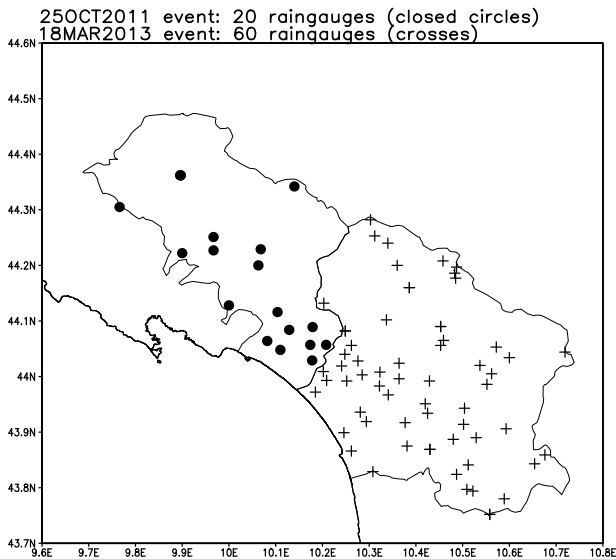 25OCT2011 event: 20 raingauges (closed circles)
18MAR2013 event: 60 raingauges (crosses)
44.6N
44.5N
44.4N
44.3N
44.2N
44.1N
44N
43.9N
43.8N
43.7N
9.6E 9.7E 9.8E 9.9E 10E 10.1E 10.2E 10.3E 10.4E 10.5E 10.6E 10.7E 10.8E